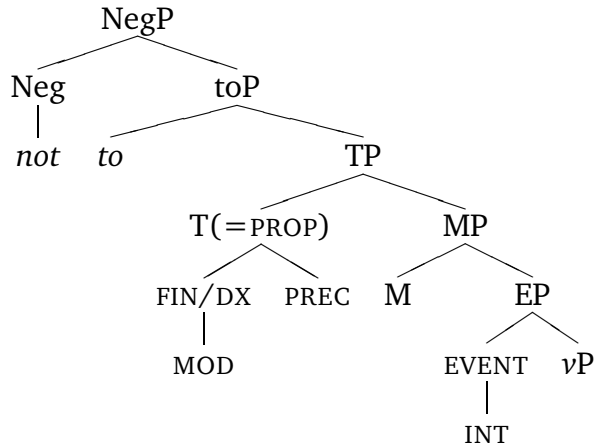 NegP
Neg toP
not to TP
T(=PROP) MP
FIN/DX PREC M EP
MOD EVENT vP
INT